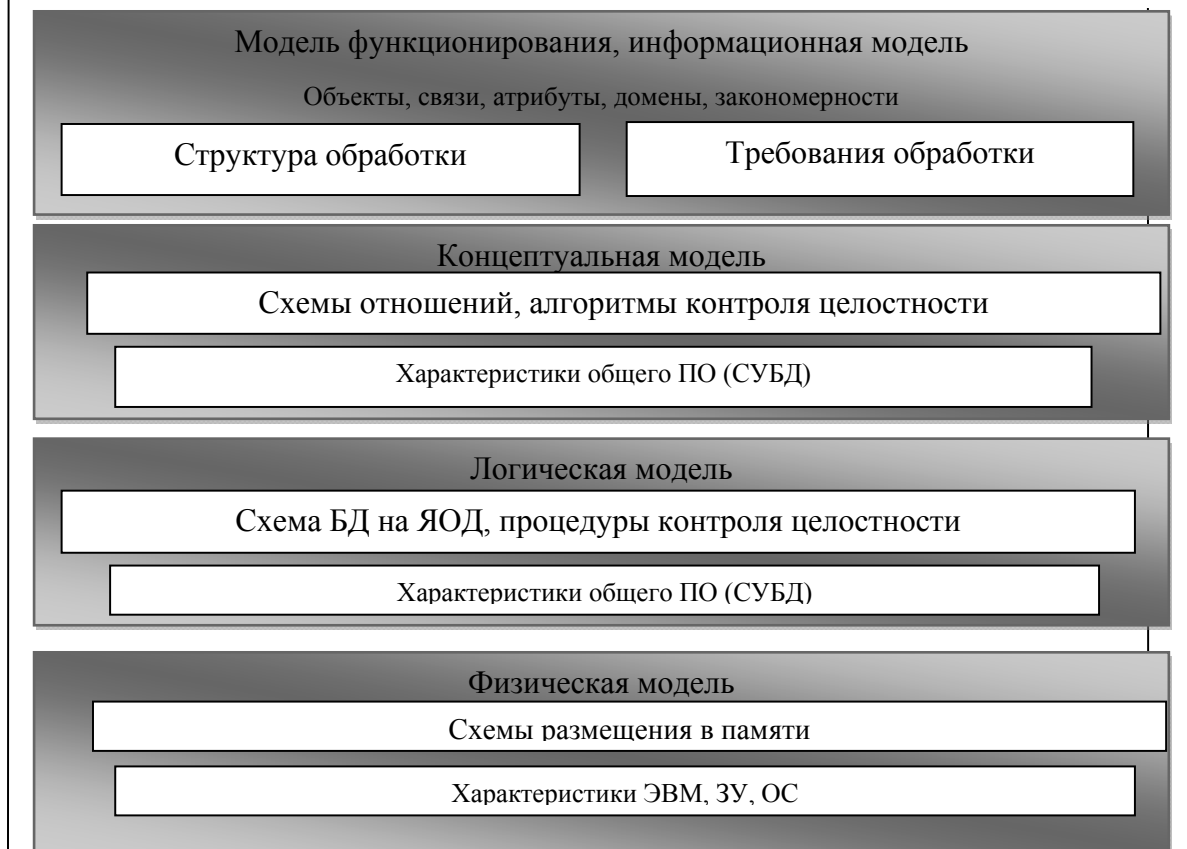 Модель функционирования, информационная модель
Объекты, связи, атрибуты, домены, закономерности
Структура обработки
Требования обработки
Концептуальная модель
Схемы отношений, алгоритмы контроля целостности
Характеристики общего ПО (СУБД)
Логическая модель
Схема БД на ЯОД, процедуры контроля целостности
Характеристики общего ПО (СУБД)
Физическая модель
Схемы размещения в памяти
Характеристики ЭВМ, ЗУ, ОС